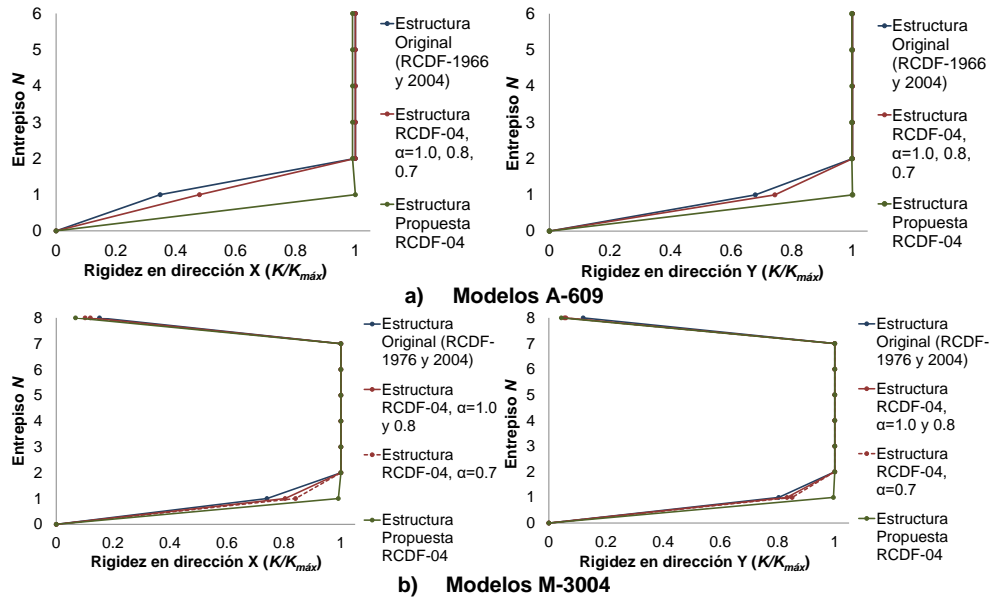 6
5
4
3
2
1
0
Entrepiso N
0 0.2 0.4 0.6 0.8 1
Rigidez en dirección X (K/Kmáx)
Estructura
Original
(RCDF-1966
y 2004)
Estructura
RCDF-04,
α=1.0, 0.8,
0.7
Estructura
Propuesta
RCDF-04
6
5
4
3
2
1
0
Entrepiso N
0 0.2 0.4 0.6 0.8 1
Rigidez en dirección Y (K/Kmáx)
Estructura
Original
(RCDF-1966
y 2004)
Estructura
RCDF-04,
α=1.0, 0.8,
0.7
Estructura
Propuesta
RCDF-04
a) Modelos A-609
8
7
6
5
4
3
2
1
0
Entrepiso N
0 0.2 0.4 0.6 0.8 1
Rigidez en dirección X (K/Kmáx)
Estructura
Original (RCDF-
1976 y 2004)
Estructura
RCDF-04, α=1.0
y 0.8
Estructura
RCDF-04, α=0.7
Estructura
Propuesta
RCDF-04
8
7
6
5
4
3
2
1
0
Entrepiso N
0 0.2 0.4 0.6 0.8 1
Rigidez en dirección Y (K/Kmáx)
Estructura
Original (RCDF-
1976 y 2004)
Estructura
RCDF-04,
α=1.0 y 0.8
Estructura
RCDF-04,
α=0.7
Estructura
Propuesta
RCDF-04
b) Modelos M-3004